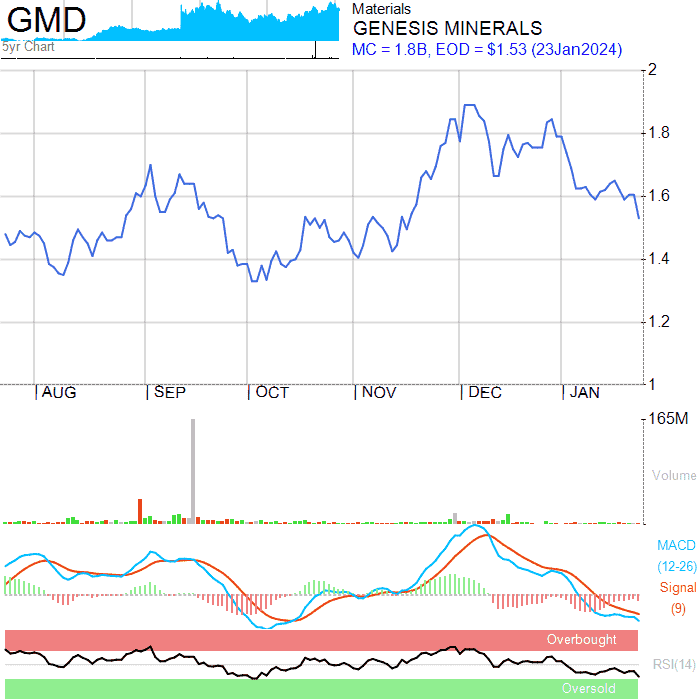 GMD
5yr Chart
Materials
GENESIS MINERALS
MC = 1.8B, EOD = $1.53 (23Jan2024)
2
1.8
1.6
1.4
1.2
1
AUG SEP OCT NOV DEC JAN
165M
Volume
MACD
(12-26)
Signal
(9)
Overbought
RSI(14)
Oversold